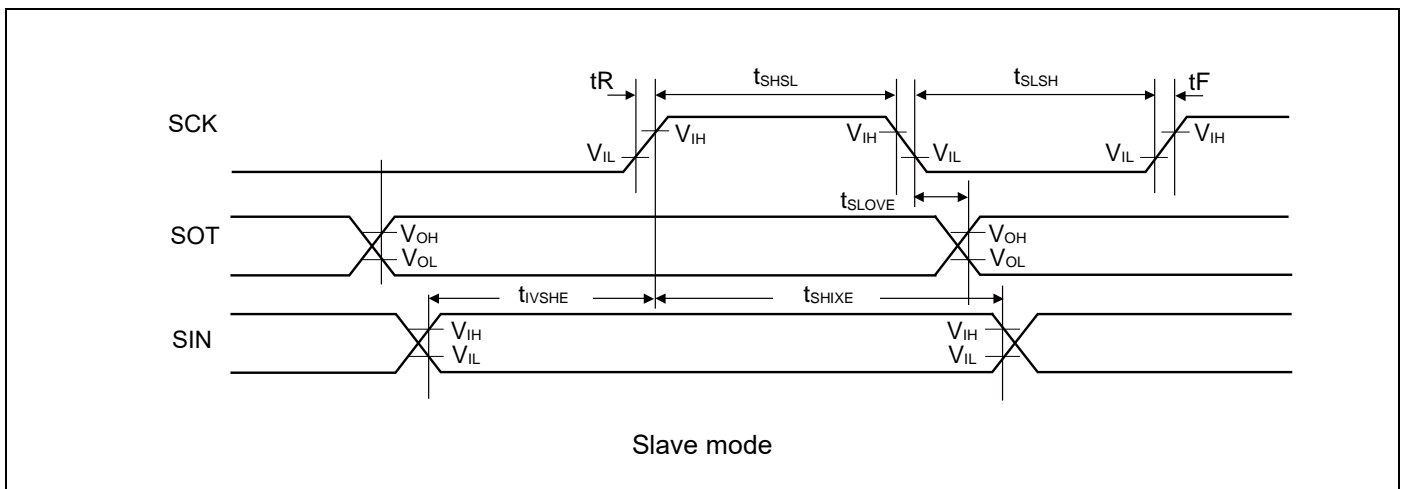 tR tSHSL tSLSH tF
SCK
VIH VIH VIH
VIL VIL VIL
tSLOVE
SOT
VOH VOH
VOL VOL
tIVSHE tSHIXE
SIN
VIH VIH
VIL VIL
Slave mode